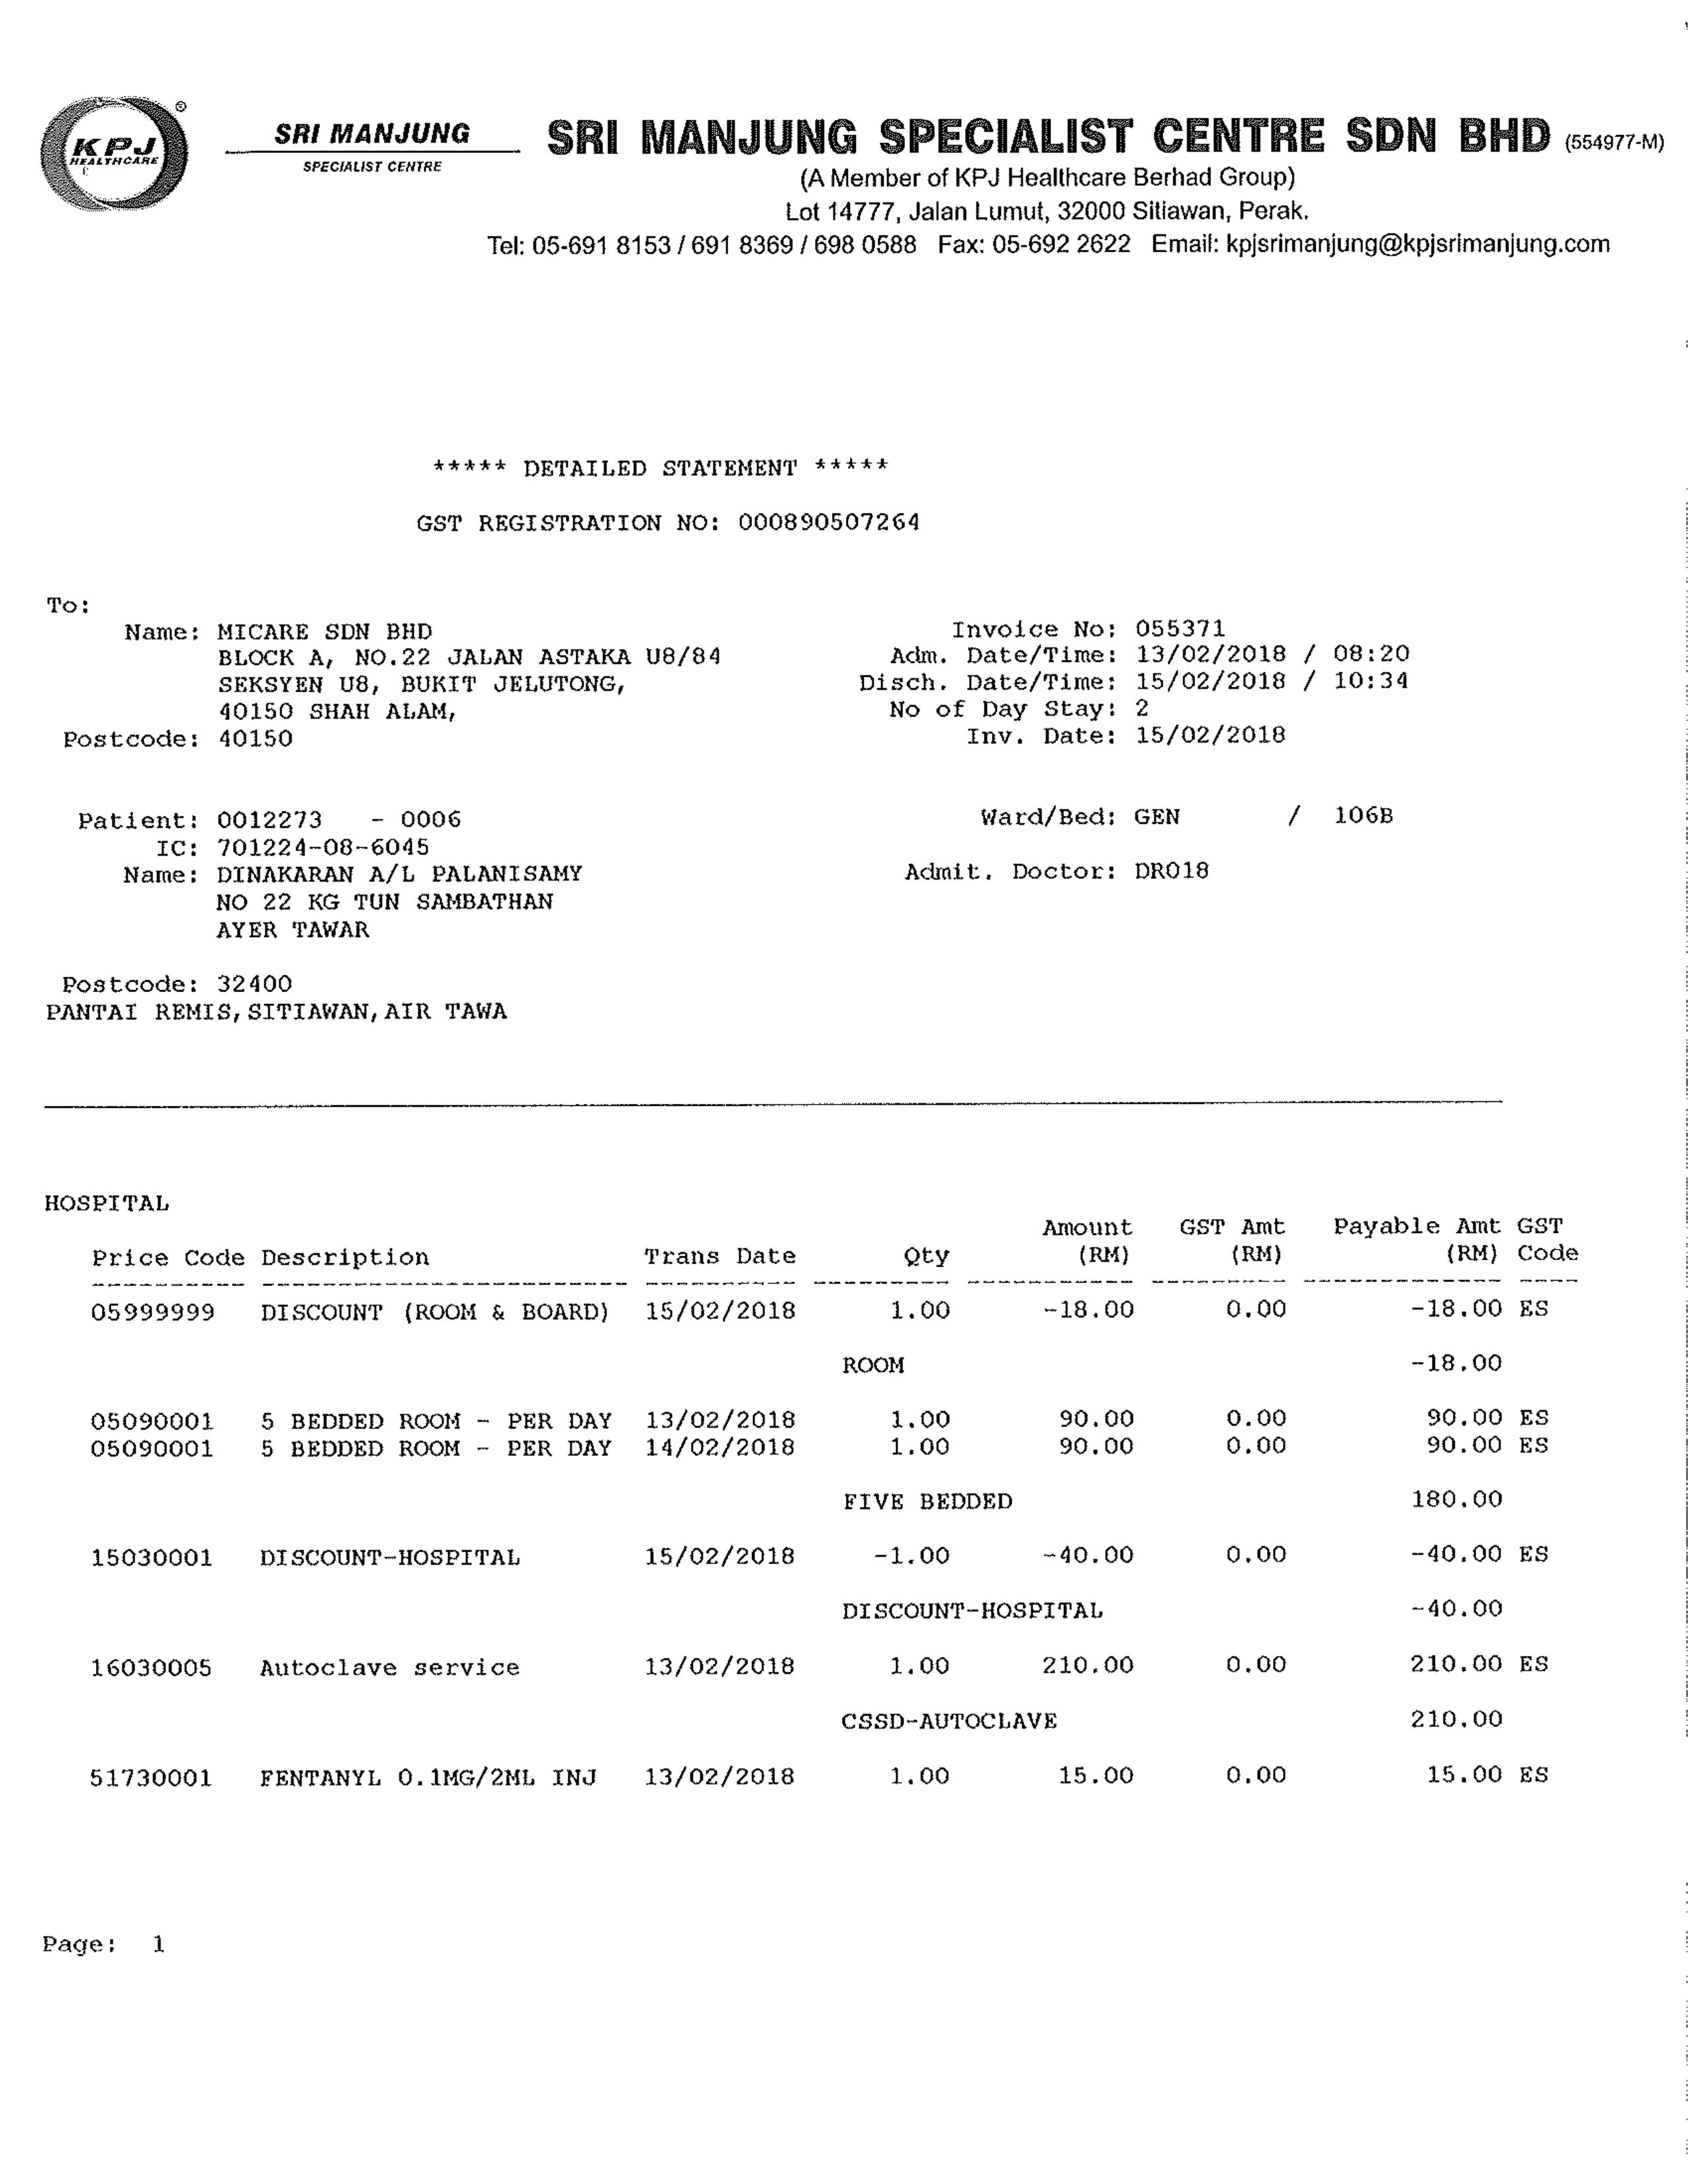 KPJ HEALTHCARE ®
SRI MANJUNG
SPECIALIST CENTRE
SRI MANJUNG SPECIALIST CENTRE SDN BHD (554977-M)
(A Member of KPJ Healthcare Berhad Group)
Lot 14777, Jalan Lumut, 32000 Sitiawan, Perak.
Tel: 05-691 8153 / 691 8369 / 698 0588 Fax: 05-692 2622 Email: kpjsrimanjung@kpjsrimanjung.com
***** DETAILED STATEMENT *****
GST REGISTRATION NO: 000890507264
To:
Name: MICARE SDN BHD Invoice No: 055371
BLOCK A, NO.22 JALAN ASTAKA U8/84 Adm. Date/Time: 13/02/2018 / 08:20
SEKSYEN U8, BUKIT JELUTONG, Disch. Date/Time: 15/02/2018 / 10:34
40150 SHAH ALAM, No of Day Stay: 2
Postcode: 40150 Inv. Date: 15/02/2018
Patient: 0012273 - 0006 Ward/Bed: GEN / 106B
IC: 701224-08-6045
Name: DINAKARAN A/L PALANISAMY Admit. Doctor: DR018
NO 22 KG TUN SAMBATHAN
AYER TAWAR
Postcode: 32400
PANTAI REMIS,SITIAWAN,AIR TAWA
HOSPITAL
Amount GST Amt Payable Amt GST
Price Code Description Trans Date Qty (RM) (RM) (RM) Code
05999999 DISCOUNT (ROOM & BOARD) 15/02/2018 1.00 -18.00 0.00 -18.00 ES
ROOM -18.00
05090001 5 BEDDED ROOM - PER DAY 13/02/2018 1.00 90.00 0.00 90.00 ES
05090001 5 BEDDED ROOM - PER DAY 14/02/2018 1.00 90.00 0.00 90.00 ES
FIVE BEDDED 180.00
15030001 DISCOUNT-HOSPITAL 15/02/2018 -1.00 -40.00 0.00 -40.00 ES
DISCOUNT-HOSPITAL -40.00
16030005 Autoclave service 13/02/2018 1.00 210.00 0.00 210.00 ES
CSSD-AUTOCLAVE 210.00
51730001 FENTANYL 0.1MG/2ML INJ 13/02/2018 1.00 15.00 0.00 15.00 ES
Page: 1